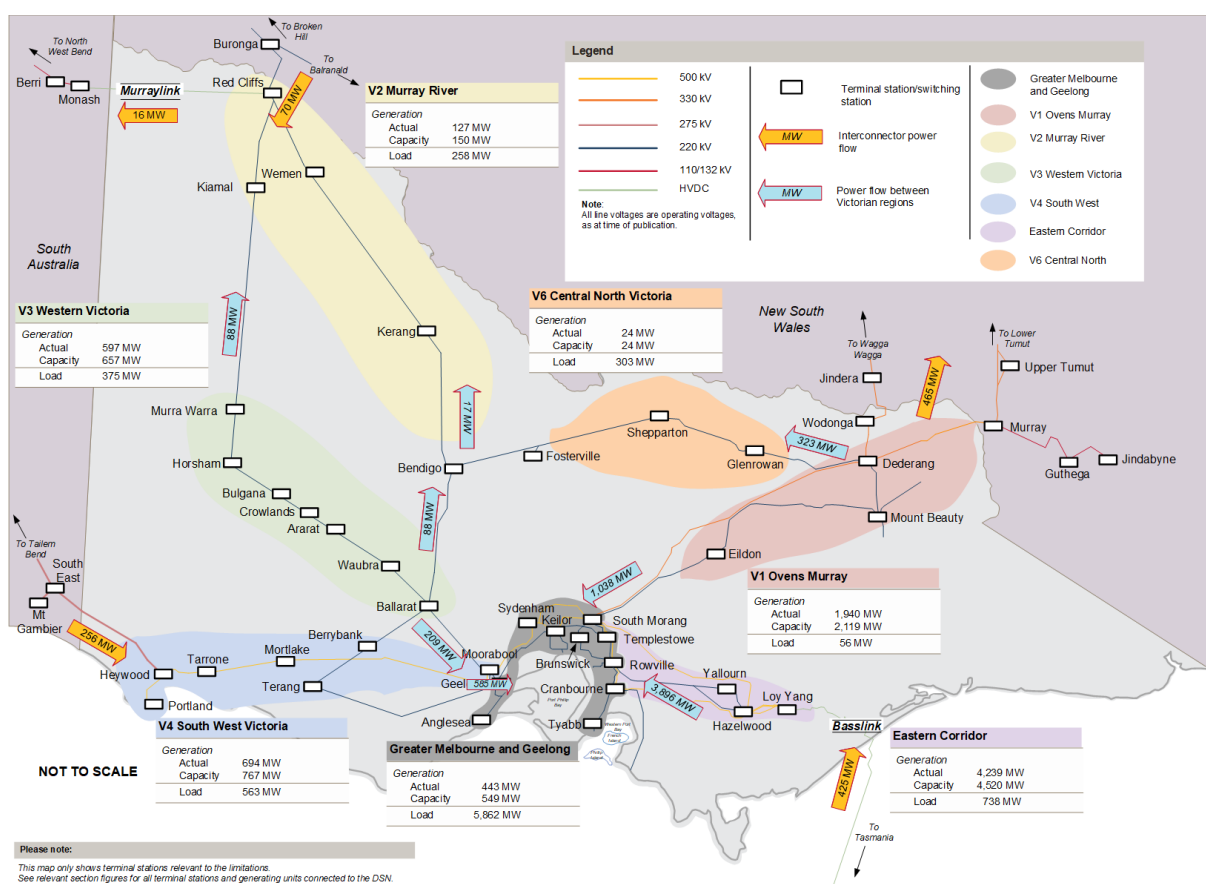 To Broken
Hill
Buronga
To North
West Bend
To
Balranald
Berri
Monash
Murraylink
16 MW
Red Cliffs
70 MW
V2 Murray River
Generation
Actual 127 MW
Capacity 150 MW
Load 258 MW
Wemen
Kiamal
Legend
500 kV
330 kV
275 kV
220 kV
110/132 kV
HVDC
Note:
All line voltages are operating voltages,
as at time of publication.
Terminal station/switching
station
MW
Interconnector power
flow
MW
Power flow between
Victorian regions
Greater Melbourne
and Geelong
V1 Ovens Murray
V2 Murray River
V3 Western Victoria
V4 South West
Eastern Corridor
V6 Central North
South
Australia
V3 Western Victoria
Generation
Actual 597 MW
Capacity 657 MW
Load 375 MW
88 MW
Kerang
V6 Central North Victoria
Generation
Actual 24 MW
Capacity 24 MW
Load 303 MW
New South
Wales
To Wagga
Wagga
To Lower
Tumut
Jindera
Upper Tumut
465 MW
Murra Warra
17 MW
Shepparton
Wodonga
323 MW
Murray
Horsham
Bendigo
Fosterville
Glenrowan
Dederang
Guthega
Jindabyne
Bulgana
Crowlands
Ararat
88 MW
Mount Beauty
To Tailem
Bend
South
East
Waubra
Eildon
Mt
Gambier
Ballarat
1,038 MW
V1 Ovens Murray
Generation
Actual 1,940 MW
Capacity 2,119 MW
Load 56 MW
256 MW
Sydenham
Keilor
South Morang
Templestowe
Berrybank
209 MW
Mortlake
Tarrone
Heywood
Moorabool
Brunswick
Rowville
Yallourn
Geel
585 MW
Terang
Cranbourne
3,896 MW
Loy Yang
Portland
Anglesea
Port Philip
Bay
Tyabb
Western Port
Bay
French
Island
Phillip
Island
Hazelwood
Basslink
425 MW
To
Tasmania
V4 South West Victoria
Generation
Actual 694 MW
Capacity 767 MW
Load 563 MW
Greater Melbourne and Geelong
Generation
Actual 443 MW
Capacity 549 MW
Load 5,862 MW
Eastern Corridor
Generation
Actual 4,239 MW
Capacity 4,520 MW
Load 738 MW
NOT TO SCALE
Please note:
This map only shows terminal stations relevant to the limitations.
See relevant section figures for all terminal stations and generating units connected to the DSN.